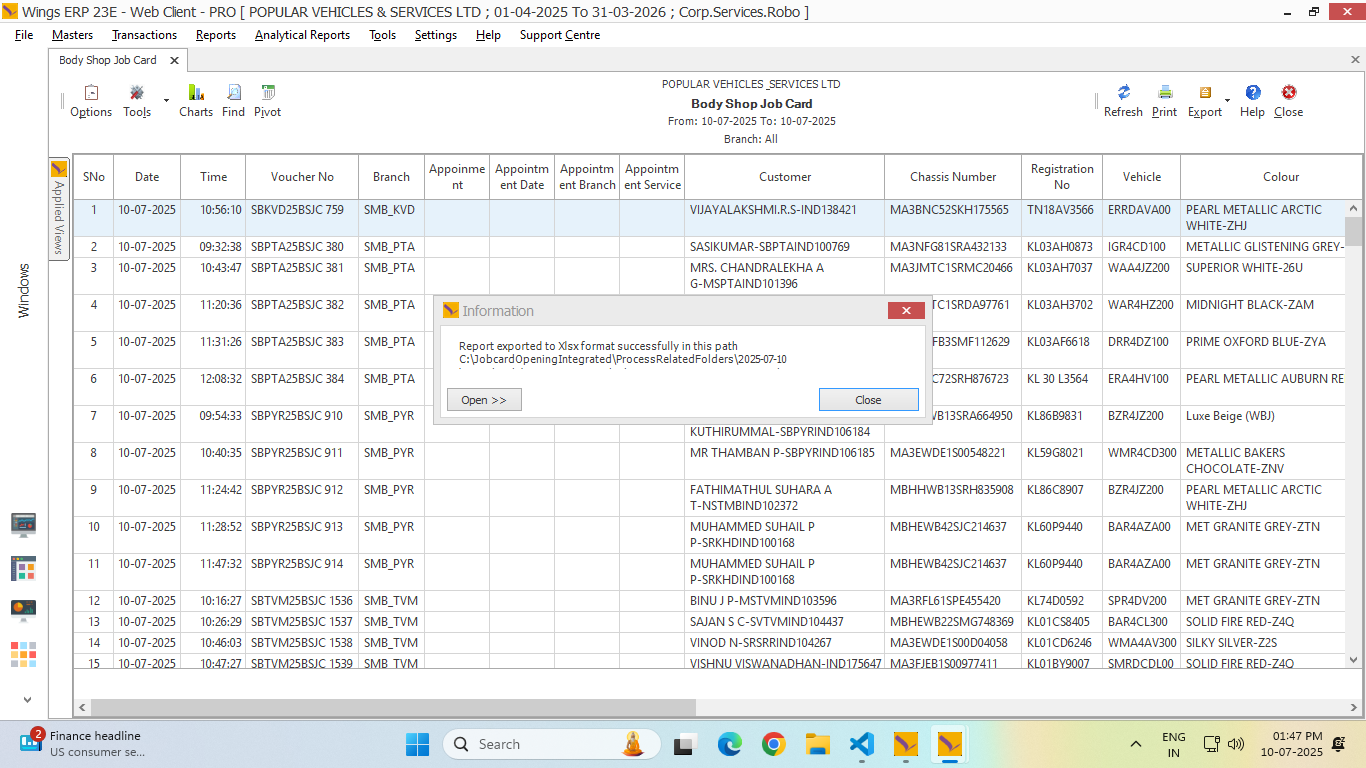 Wings ERP 23E - Web Client - PRO [ POPULAR VEHICLES & SERVICES LTD ; 01-04-2025 To 31-03-2026 ; Corp.Services.Robo ]
File Masters Transactions Reports Analytical Reports Tools Settings Help Support Centre
Body Shop Job Card
Options Tools Charts Find Pivot
POPULAR VEHICLES_SERVICES LTD
Body Shop Job Card
From: 10-07-2025 To: 10-07-2025
Branch: All
Refresh Print Export Help Close
Applied Views
Windows
SNo Date Time Voucher No Branch Appoinment Appointment Date Appointment Branch Appointment Service Customer Chassis Number Registration No Vehicle Colour
1 10-07-2025 10:56:10 SBKVD25BSJC 759 SMB_KVD VIJAYALAKSHMI.R.S-IND138421 MA3BNC52SKH175565 TN18AV3566 ERRDAVA00 PEARL METALLIC ARCTIC
WHITE-ZHJ
2 10-07-2025 09:32:38 SBPTA25BSJC 380 SMB_PTA SASIKUMAR-SBPTAIND100769 MA3NFG81SRA432133 KL03AH0873 IGR4CD100 METALLIC GLISTENING GREY-
3 10-07-2025 10:43:47 SBPTA25BSJC 381 SMB_PTA MRS. CHANDRALEKHA A MA3JMTC1SRMC20466 KL03AH7037 WAA4JZ200 SUPERIOR WHITE-26U
G-MSPTAIND101396
4 10-07-2025 11:20:36 SBPTA25BSJC 382 SMB_PTA TC1SRDA97761 KL03AH3702 WAR4HZ200 MIDNIGHT BLACK-ZAM
5 10-07-2025 11:31:26 SBPTA25BSJC 383 SMB_PTA FB3SMF112629 KL03AF6618 DRR4DZ100 PRIME OXFORD BLUE-ZYA
6 10-07-2025 12:08:32 SBPTA25BSJC 384 SMB_PTA C72SRH876723 KL 30 L3564 ERA4HV100 PEARL METALLIC AUBURN RE
7 10-07-2025 09:54:33 SBPYR25BSJC 910 SMB_PYR WB13SRA664950 KL86B9831 BZR4JZ200 Luxe Beige (WBJ)
KUTHIRUMMAL-SBPYRIND106184
8 10-07-2025 10:40:35 SBPYR25BSJC 911 SMB_PYR MR THAMBAN P-SBPYRIND106185 MA3EWDE1S00548221 KL59G8021 WMR4CD300 METALLIC BAKERS
CHOCOLATE-ZNV
9 10-07-2025 11:24:42 SBPYR25BSJC 912 SMB_PYR FATHIMATHUL SUHARA A MBHHWB13SRH835908 KL86C8907 BZR4JZ200 PEARL METALLIC ARCTIC
T-NSTMBIND102372 WHITE-ZHJ
10 10-07-2025 11:28:52 SBPYR25BSJC 913 SMB_PYR MUHAMMED SUHAIL P MBHEWB42SJC214637 KL60P9440 BAR4AZA00 MET GRANITE GREY-ZTN
P-SRKHDIND100168
11 10-07-2025 11:47:32 SBPYR25BSJC 914 SMB_PYR MUHAMMED SUHAIL P MBHEWB42SJC214637 KL60P9440 BAR4AZA00 MET GRANITE GREY-ZTN
P-SRKHDIND100168
12 10-07-2025 10:16:27 SBTVM25BSJC 1536 SMB_TVM BINU J P-MSTVMIND103596 MA3RFL61SPE455420 KL74D0592 SPR4DV200 MET GRANITE GREY-ZTN
13 10-07-2025 10:26:29 SBTVM25BSJC 1537 SMB_TVM SAJAN S C-SVTVMIND104437 MBHEWB22SMG748369 KL01CS8405 BAR4CL300 SOLID FIRE RED-Z4Q
14 10-07-2025 10:46:03 SBTVM25BSJC 1538 SMB_TVM VINOD N-SRSRRIND104267 MA3EWDE1S00D04058 KL01CD6246 WMA4AV300 SILKY SILVER-Z2S
15 10-07-2025 10:47:27 SBTVM25BSJC 1539 SMB_TVM VISHNU VISWANADHAN-IND175647 MA3FJEB1S00977411 KL01BY9007 SMRDCDL00 SOLID FIRE RED-Z4Q
Information
Report exported to Xlsx format successfully in this path
C:\JobcardOpeningIntegrated\ProcessRelatedFolders\2025-07-10
Open >> Close
2 Finance headline
US consumer se...
Search
ENG
IN
01:47 PM
10-07-2025